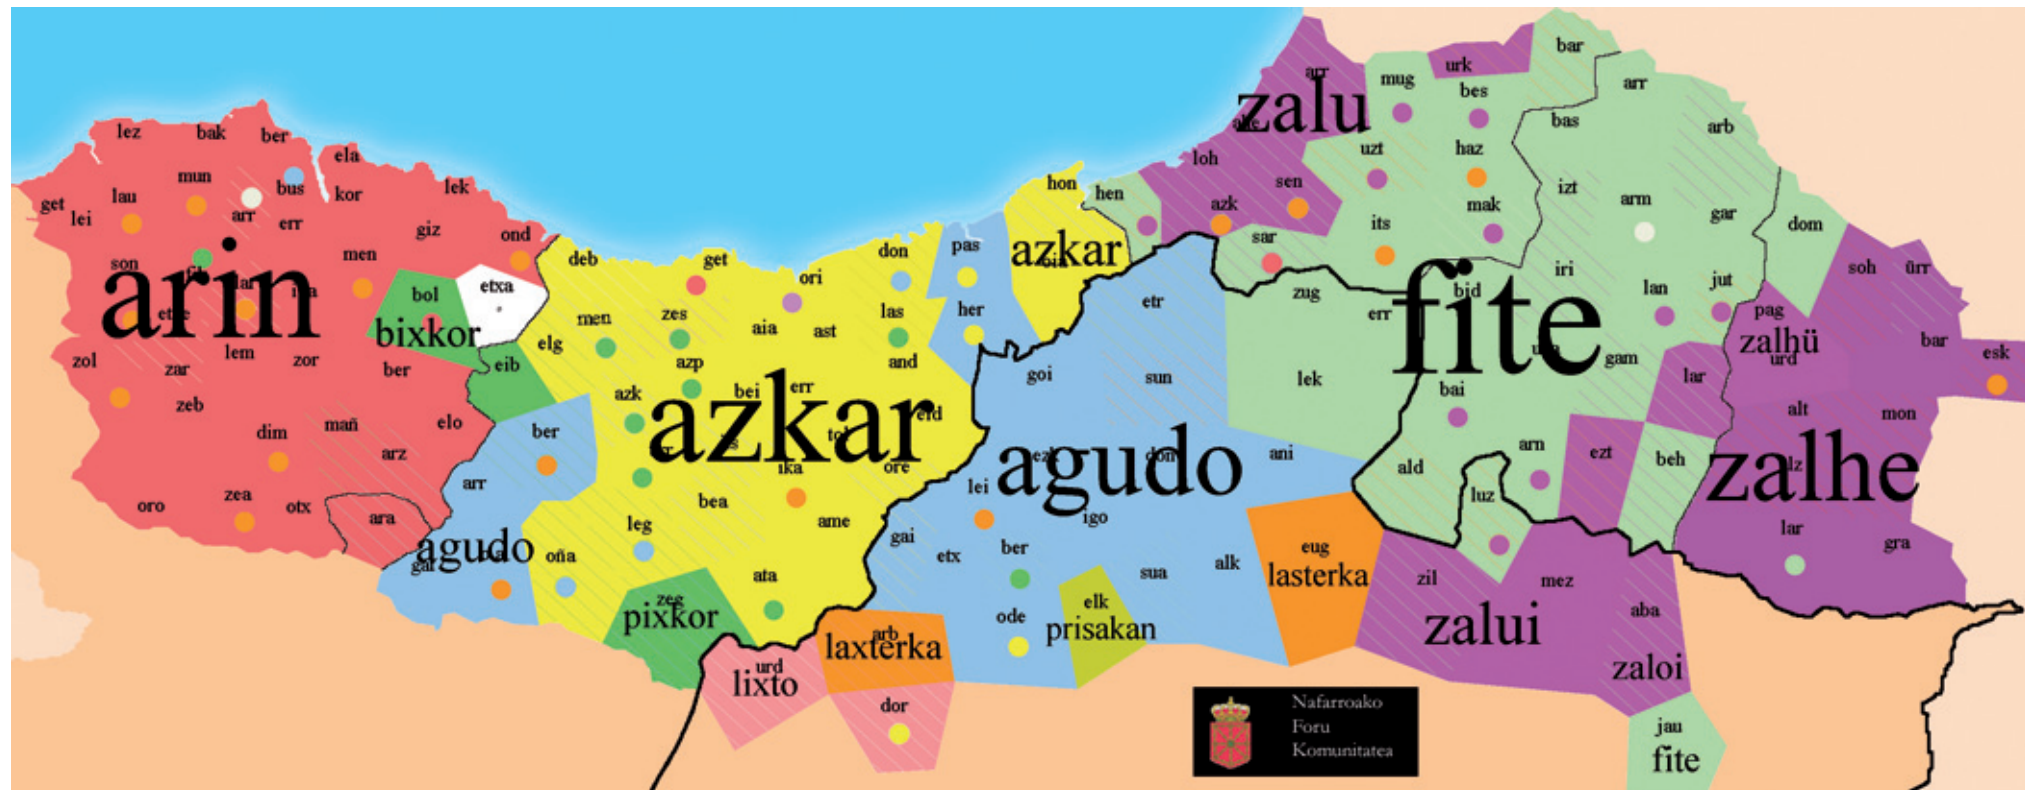 lez
bak
ber
ela
mun
bus
kor
lek
get
lei
lau
arr
err
giz
ond
son
men
arin
etxa
bol
bixkor
zol
zar
lem
zor
ber
eib
zeb
dim
mañ
elo
arz
oro
zea
otx
ara
deb
get
ori
don
pas
hon
azkar
men
zes
aia
ast
las
her
elg
azp
and
azk
bei
err
azkar
ber
arr
agudo
oña
leg
bea
ika
ore
ame
ata
zeg
pixkor
urd
lixto
arb
laxterka
dor
etr
goi
sun
agudo
ani
lei
igo
gai
etx
ber
sua
alk
ode
elk
prisakan
eug
lasterka
hen
loh
arr
zalu
mug
urk
bes
bar
arr
arb
bas
uzt
haz
sen
azk
mak
izt
arm
gar
its
sar
dom
zug
err
bid
iri
lan
jut
fite
soh
ürr
pag
zalhü
urd
bar
esk
gam
lek
bai
lar
alt
mon
ald
arn
ezt
beh
zalhe
luz
lar
gra
zil
mez
aba
zalui
zaloi
jau
fite
Nafarroako
Foru
Komunitatea